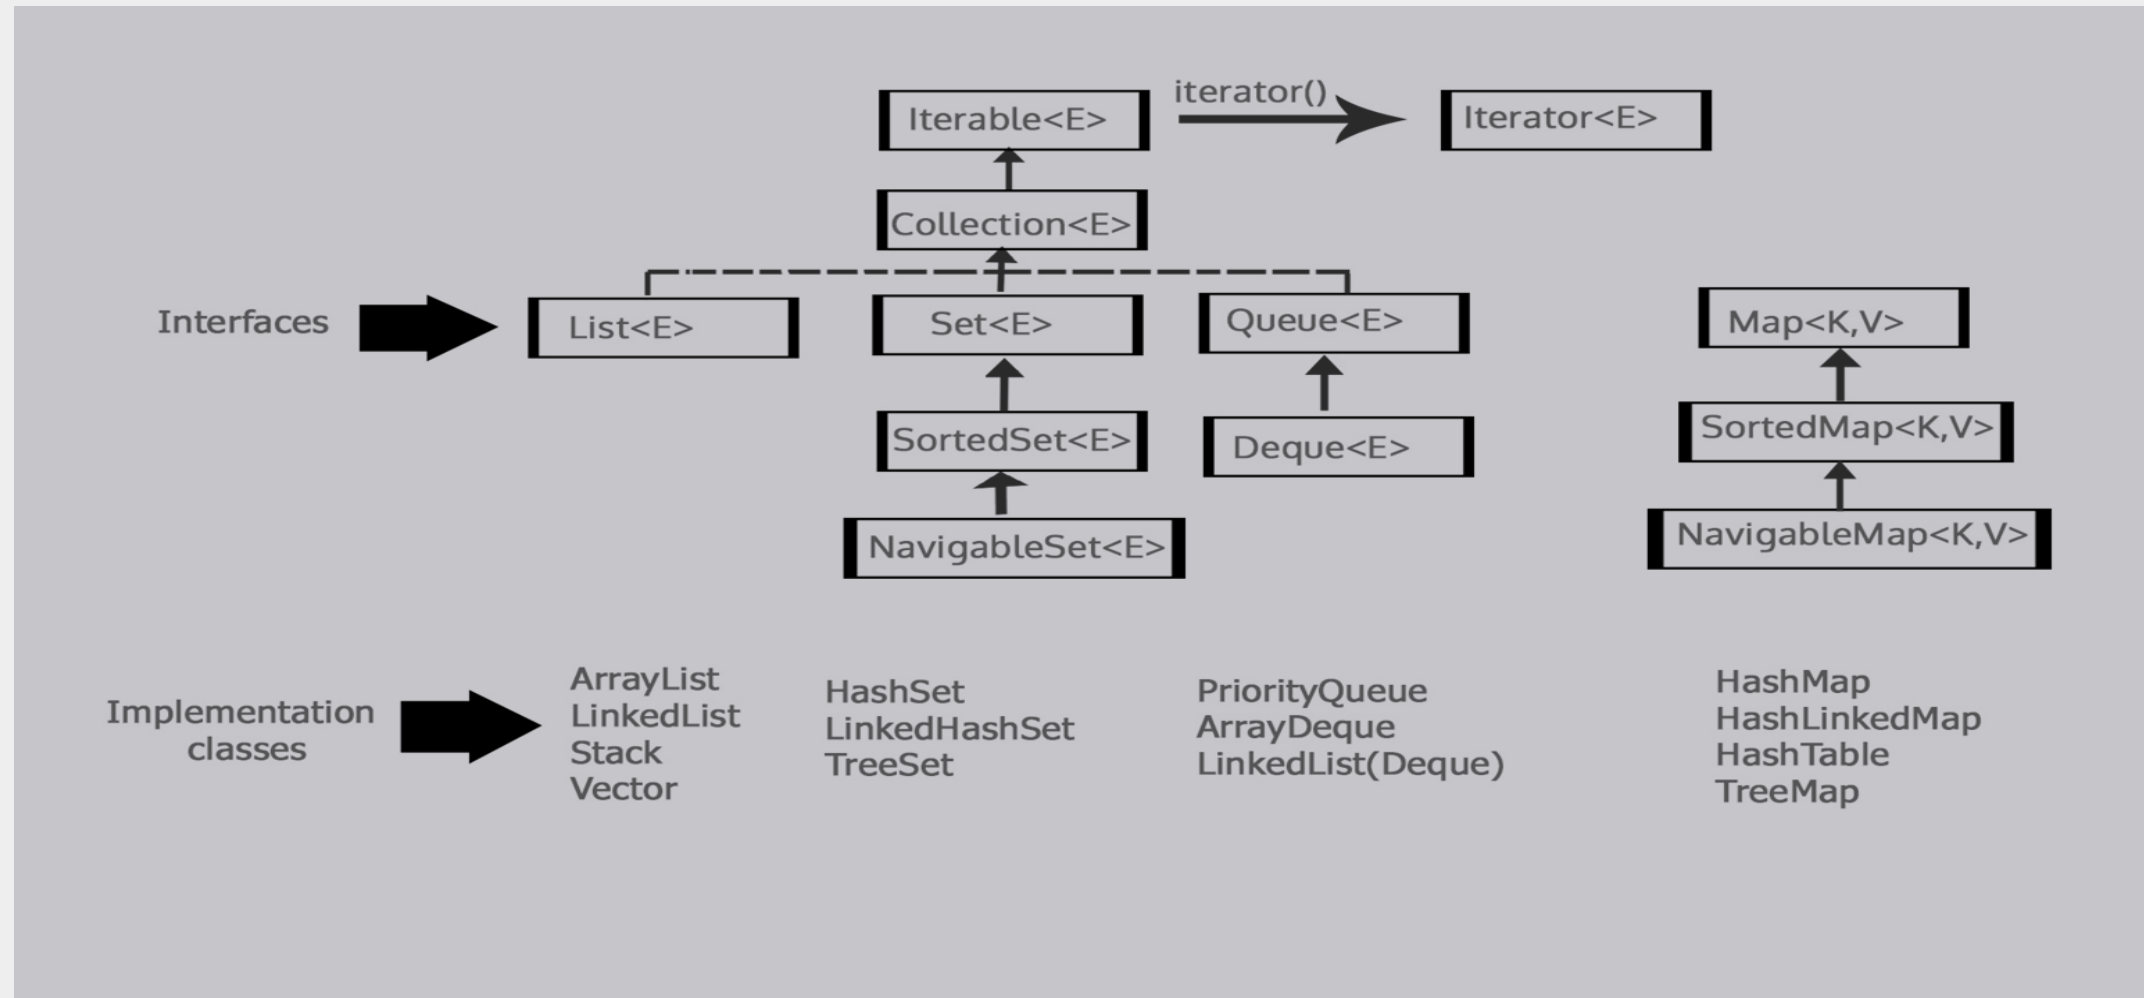 iterator()
Iterable<E>
Iterator<E>
Collection<E>
Interfaces
List<E>
Set<E>
Queue<E>
Map<K,V>
SortedSet<E>
Deque<E>
SortedMap<K,V>
NavigableSet<E>
NavigableMap<K,V>
Implementation
classes
ArrayList
LinkedList
Stack
Vector
HashSet
LinkedHashSet
TreeSet
PriorityQueue
ArrayDeque
LinkedList(Deque)
HashMap
HashLinkedMap
HashTable
TreeMap